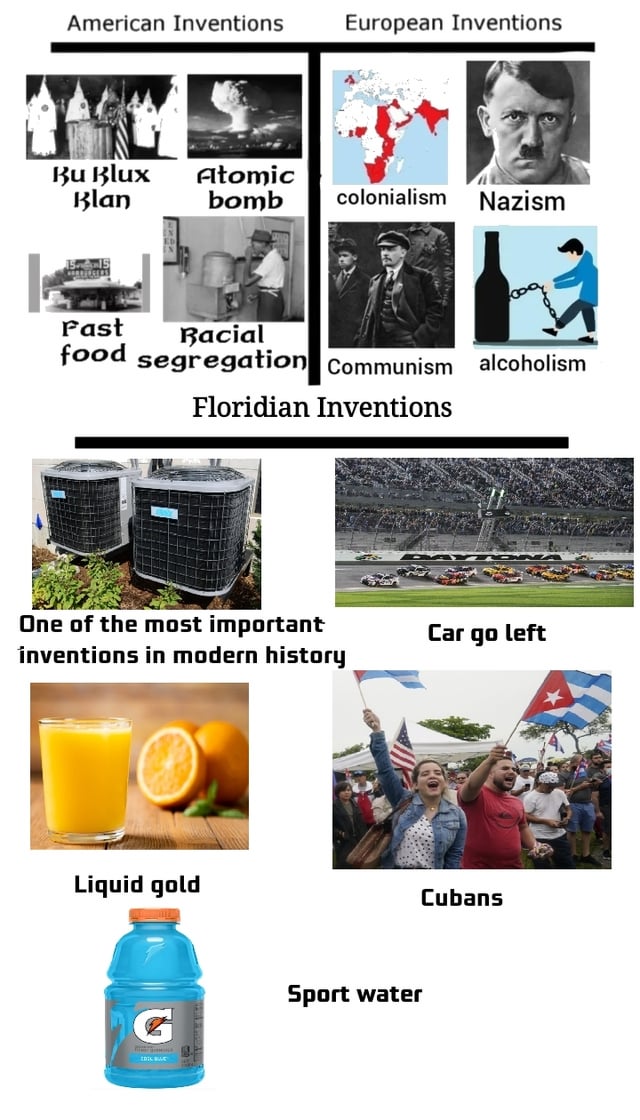 American Inventions
European Inventions
Ku Klux
Klan
Atomic
bomb
colonialism
Nazism
15 HAMBURGERS 15
Fast
food
Racial
segregation
Communism
alcoholism
Floridian Inventions
DAYTONA
One of the most important
inventions in modern history
Car go left
Liquid gold
Cubans
G
COOL BLUE
Sport water